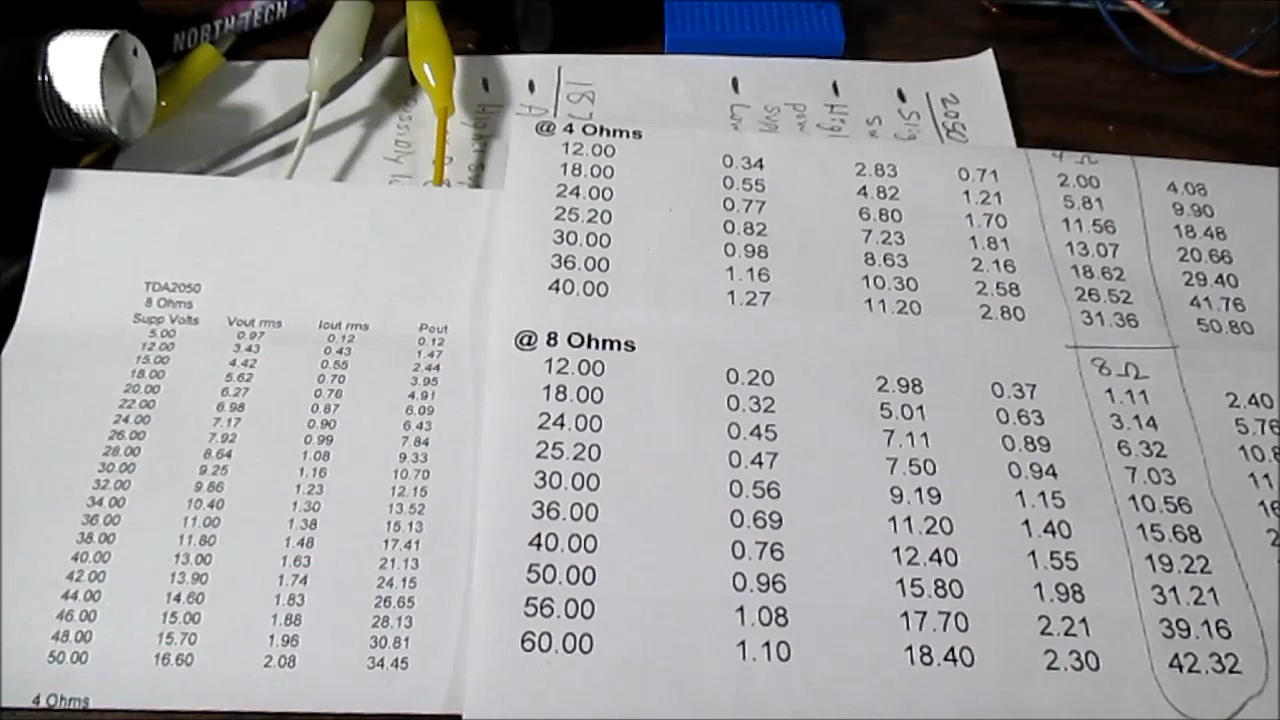 NORTH TECH
187
A
Low
supp
pow
Higl
Sw
Slig
2050
@ 4 Ohms 4 Ω
12.00 0.34 2.83 0.71 2.00 4.08
18.00 0.55 4.82 1.21 5.81 9.90
24.00 0.77 6.80 1.70 11.56 18.48
25.20 0.82 7.23 1.81 13.07 20.66
30.00 0.98 8.63 2.16 18.62 29.40
36.00 1.16 10.30 2.58 26.52 41.76
40.00 1.27 11.20 2.80 31.36 50.80
@ 8 Ohms 8 Ω
12.00 0.20 2.98 0.37 1.11 2.40
18.00 0.32 5.01 0.63 3.14 5.76
24.00 0.45 7.11 0.89 6.32 10.8
25.20 0.47 7.50 0.94 7.03 11
30.00 0.56 9.19 1.15 10.56 16
36.00 0.69 11.20 1.40 15.68 2
40.00 0.76 12.40 1.55 19.22
50.00 0.96 15.80 1.98 31.21
56.00 1.08 17.70 2.21 39.16
60.00 1.10 18.40 2.30 42.32
TDA2050
8 Ohms
Supp Volts Vout rms Iout rms Pout
5.00 0.97 0.12 0.12
12.00 3.43 0.43 1.47
15.00 4.42 0.55 2.44
18.00 5.62 0.70 3.95
20.00 6.27 0.78 4.91
22.00 6.98 0.87 6.09
24.00 7.17 0.90 6.43
26.00 7.92 0.99 7.84
28.00 8.64 1.08 9.33
30.00 9.25 1.16 10.70
32.00 9.86 1.23 12.15
34.00 10.40 1.30 13.52
36.00 11.00 1.38 15.13
38.00 11.80 1.48 17.41
40.00 13.00 1.63 21.13
42.00 13.90 1.74 24.15
44.00 14.60 1.83 26.65
46.00 15.00 1.88 28.13
48.00 15.70 1.96 30.81
50.00 16.60 2.08 34.45
4 Ohms